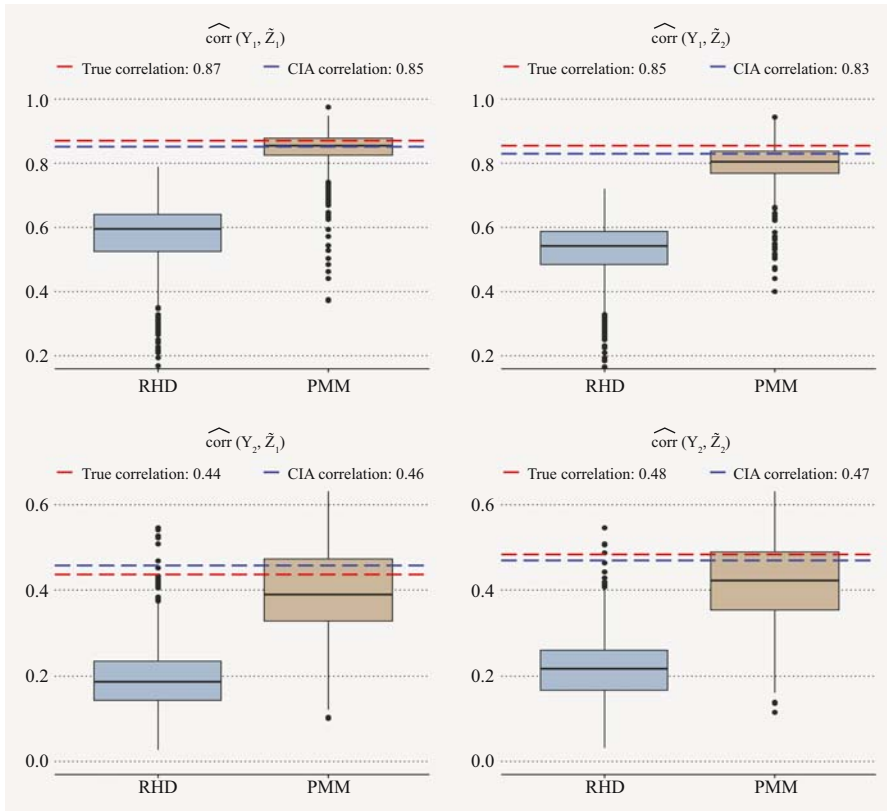 corr (Y₁, Z̃₁)
True correlation: 0.87 CIA correlation: 0.85
1.0
0.8
0.6
0.4
0.2
RHD PMM
corr (Y₁, Z̃₂)
True correlation: 0.85 CIA correlation: 0.83
1.0
0.8
0.6
0.4
0.2
RHD PMM
corr (Y₂, Z̃₁)
True correlation: 0.44 CIA correlation: 0.46
0.6
0.4
0.2
0.0
RHD PMM
corr (Y₂, Z̃₂)
True correlation: 0.48 CIA correlation: 0.47
0.6
0.4
0.2
0.0
RHD PMM